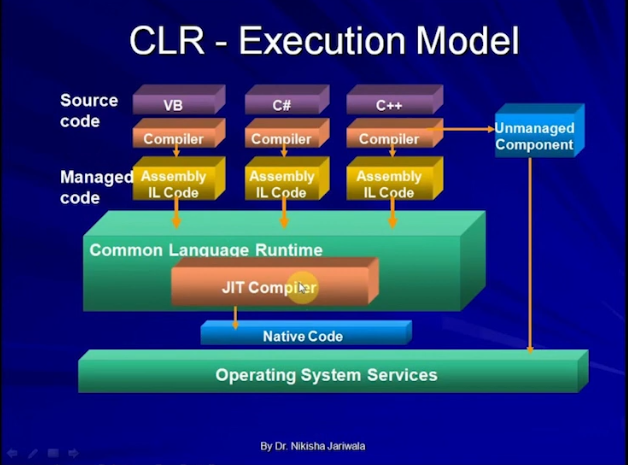 CLR - Execution Model
Source
code
VB
C#
C++
Compiler
Compiler
Compiler
Unmanaged
Component
Managed
code
Assembly
IL Code
Assembly
IL Code
Assembly
IL Code
Common Language Runtime
JIT Compiler
Native Code
Operating System Services
By Dr. Nikisha Jariwala